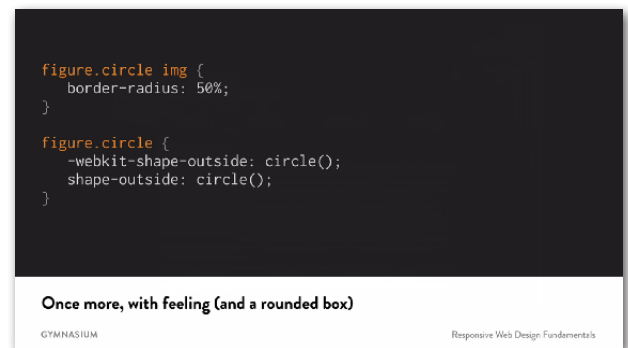 figure.circle img {
border-radius: 50%;
}
figure.circle {
-webkit-shape-outside: circle();
shape-outside: circle();
}
Once more, with feeling (and a rounded box)
GYMNASIUM
Responsive Web Design Fundamentals